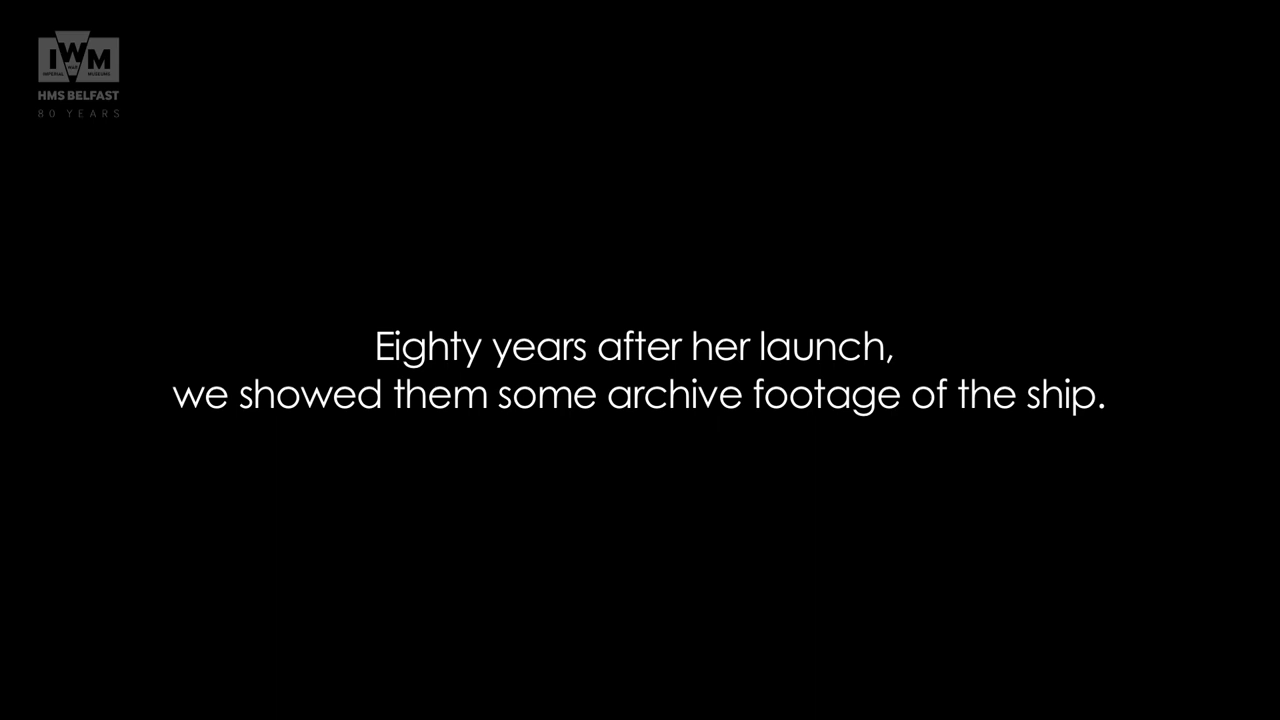 IWM
IMPERIAL WAR MUSEUMS
HMS BELFAST
80 YEARS
Eighty years after her launch,
we showed them some archive footage of the ship.